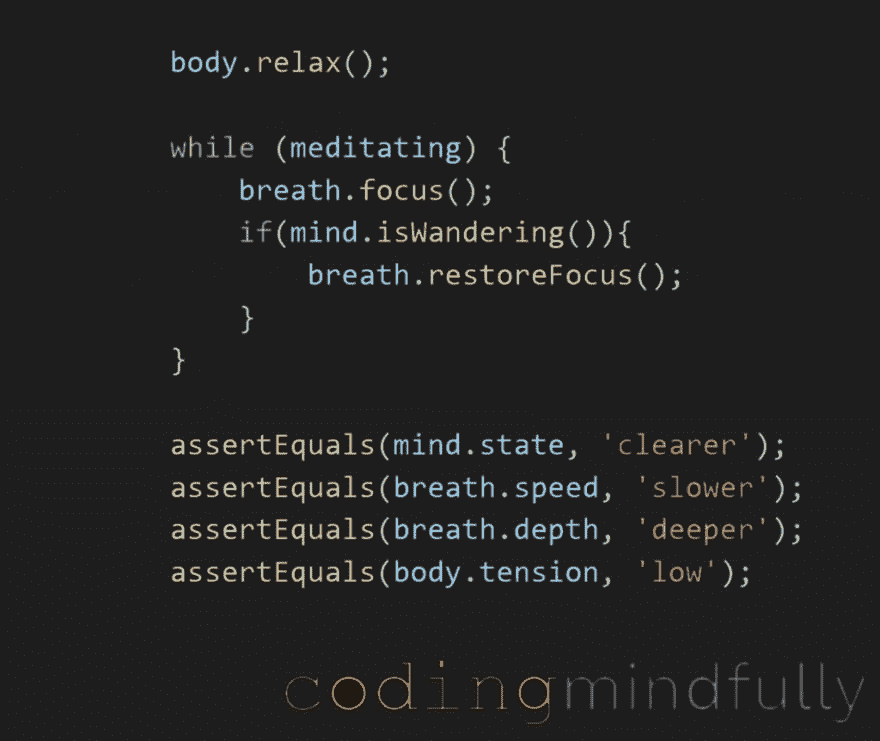 body.relax();
while (meditating) {
breath.focus();
if(mind.isWandering()){
breath.restoreFocus();
}
}
assertEquals(mind.state, 'clearer');
assertEquals(breath.speed, 'slower');
assertEquals(breath.depth, 'deeper');
assertEquals(body.tension, 'low');
codingmindfully